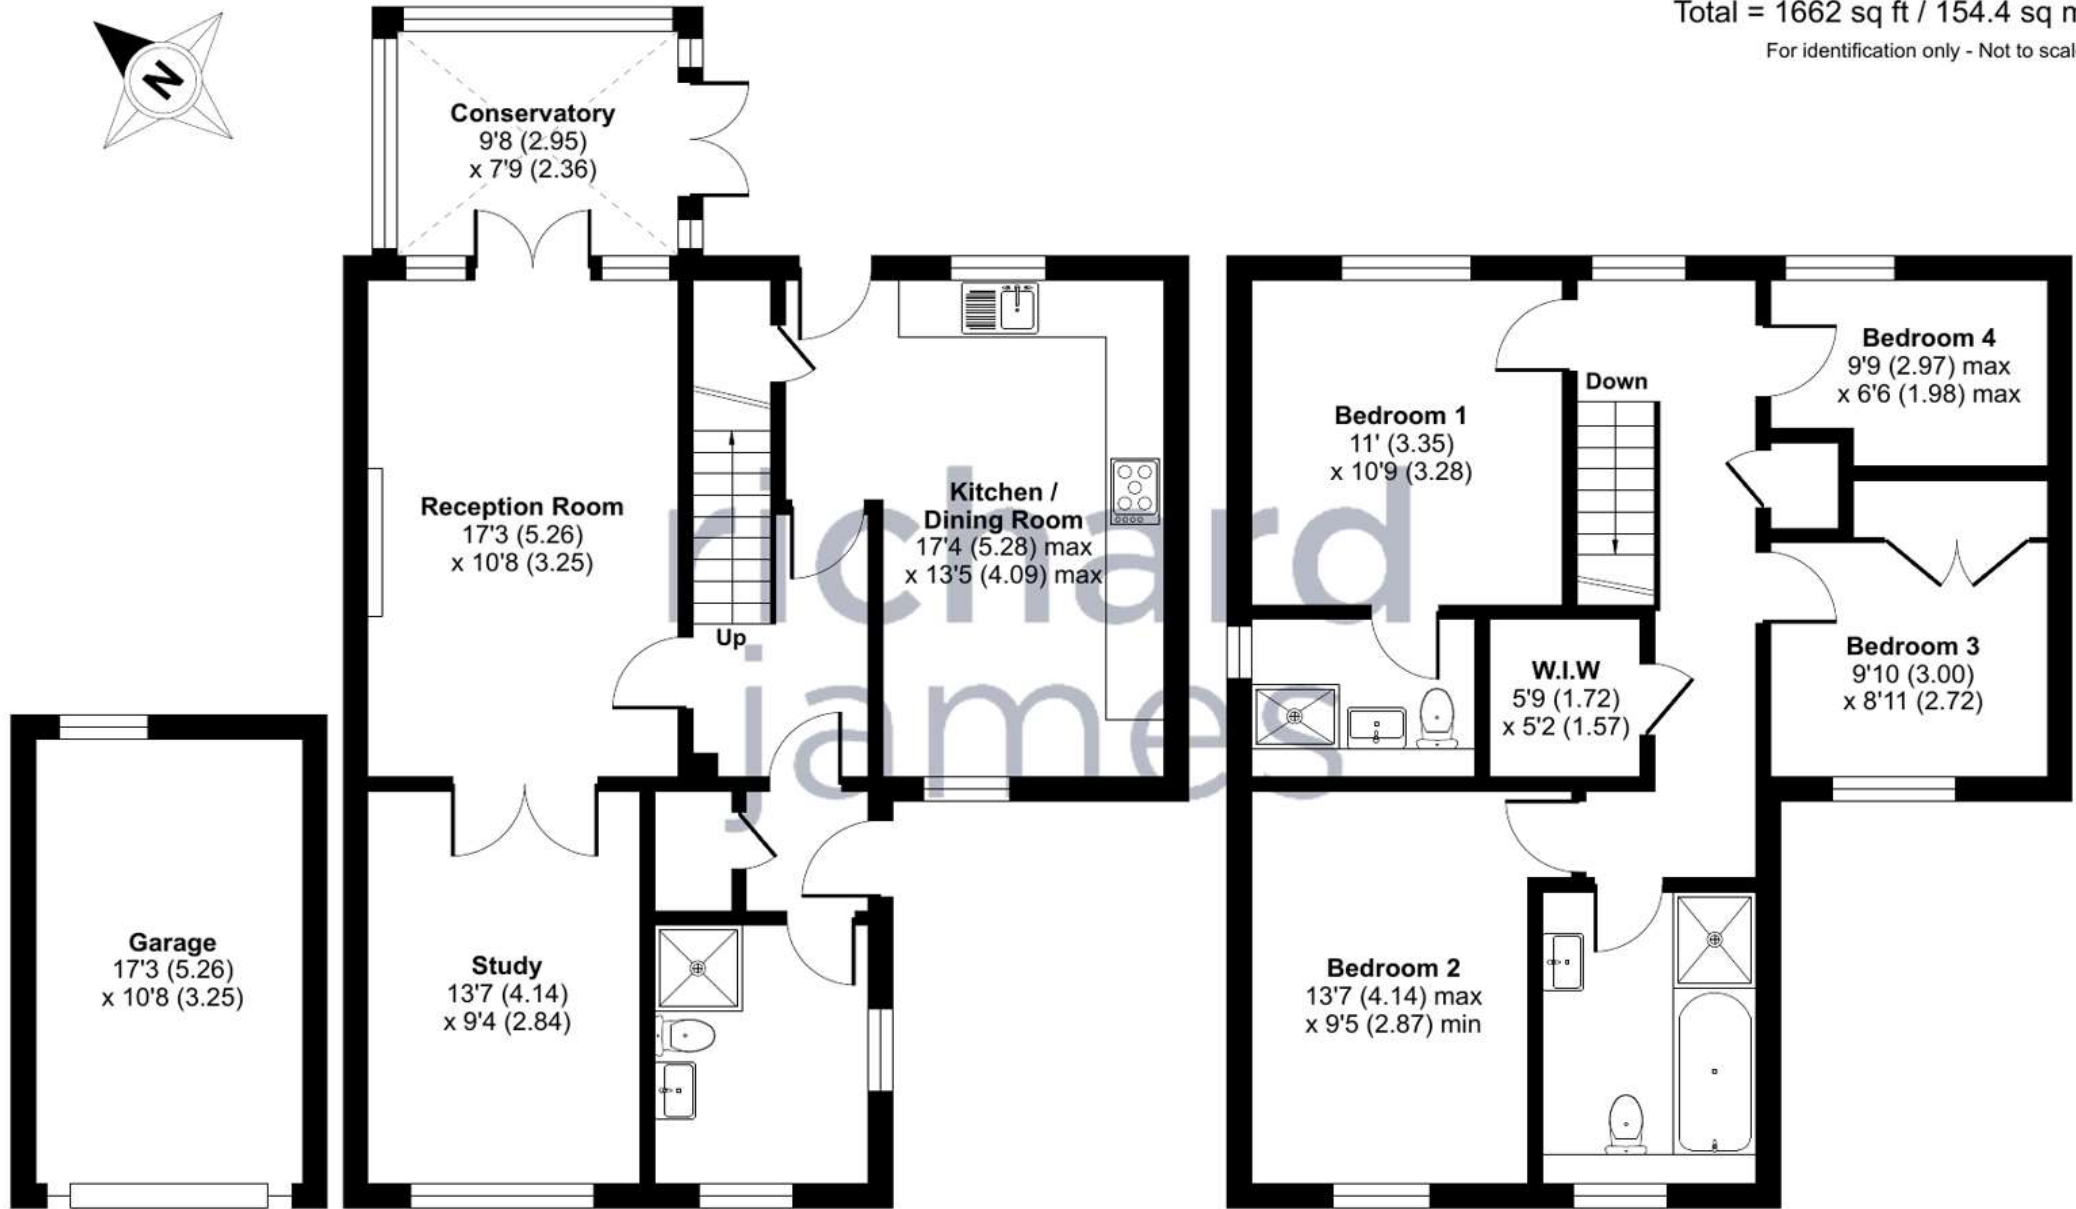 Total = 1662 sq ft / 154.4 sq
For identification only - Not to
N
Conservatory
9'8 (2.95)
x 7'9 (2.36)
Reception Room
17'3 (5.26)
x 10'8 (3.25)
Up
Kitchen /
Dining Room
17'4 (5.28) max
x 13'5 (4.09) max
Garage
17'3 (5.26)
x 10'8 (3.25)
Study
13'7 (4.14)
x 9'4 (2.84)
Bedroom 1
11' (3.35)
x 10'9 (3.28)
Down
Bedroom 4
9'9 (2.97) max
x 6'6 (1.98) max
W.I.W
5'9 (1.72)
x 5'2 (1.57)
Bedroom 3
9'10 (3.00)
x 8'11 (2.72)
Bedroom 2
13'7 (4.14) max
x 9'5 (2.87) min
richard
james